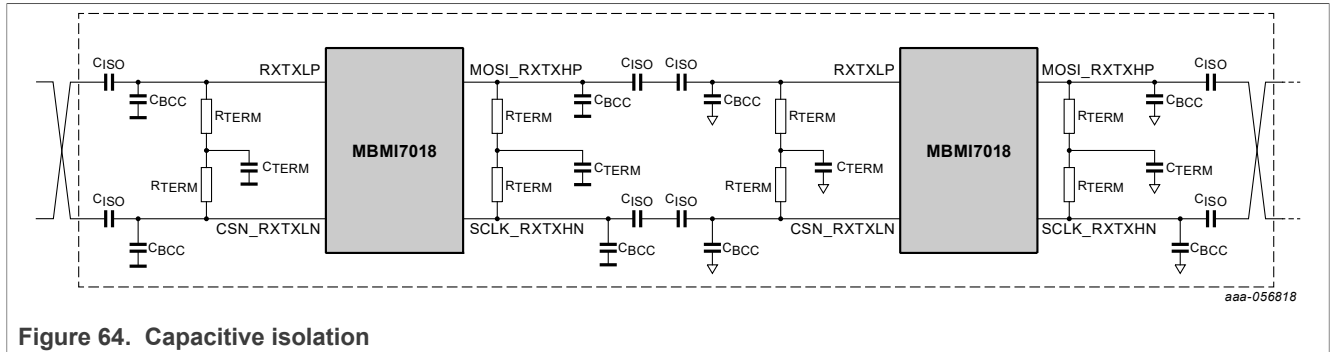 CISO RXTXLP MOSI_RXTXHP CISO CISO RXTXLP MOSI_RXTXHP CISO
CBCC RTERM RTERM CBCC CBCC RTERM RTERM CBCC
MBMI7018 CTERM CTERM CTERM MBMI7018 CTERM
RTERM RTERM RTERM RTERM
CISO CSN_RXTXLN SCLK_RXTXHN CISO CISO CSN_RXTXLN SCLK_RXTXHN CISO
CBCC CBCC CBCC CBCC
aaa-056818
Figure 64. Capacitive isolation